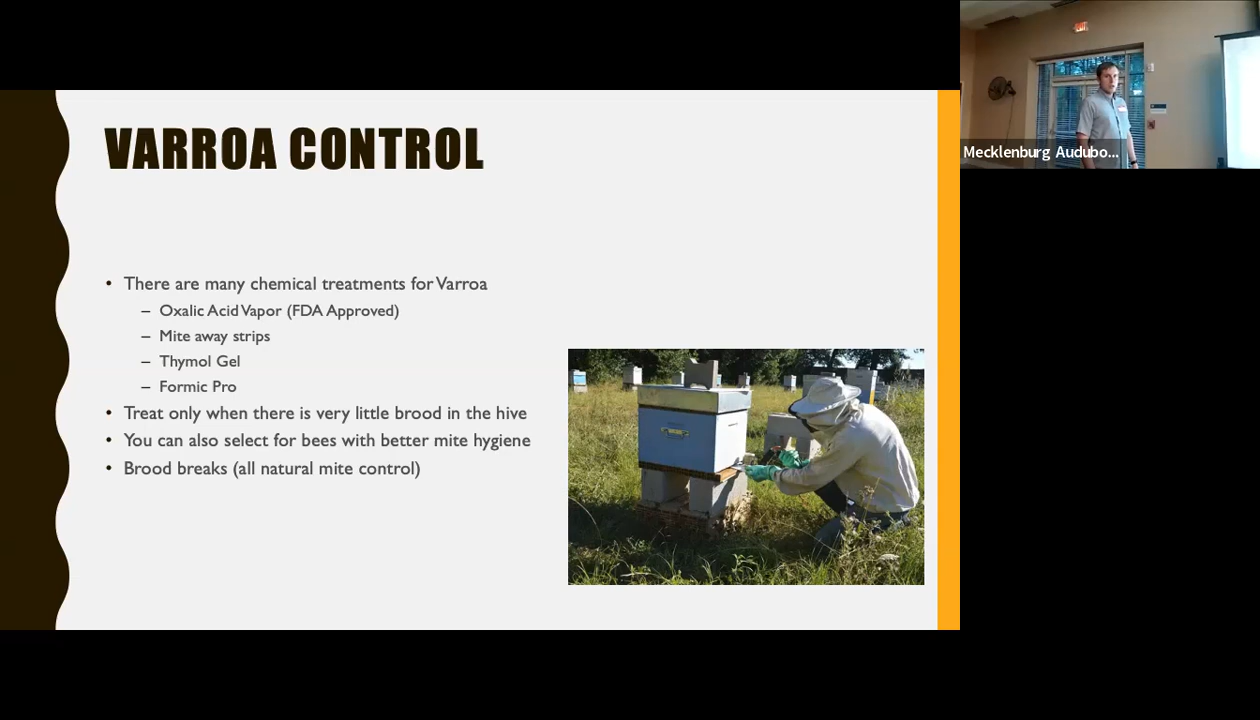 VARROA CONTROL
• There are many chemical treatments for Varroa
– Oxalic Acid Vapor (FDA Approved)
– Mite away strips
– Thymol Gel
– Formic Pro
• Treat only when there is very little brood in the hive
• You can also select for bees with better mite hygiene
• Brood breaks (all natural mite control)
EXIT
Mecklenburg Audubo...